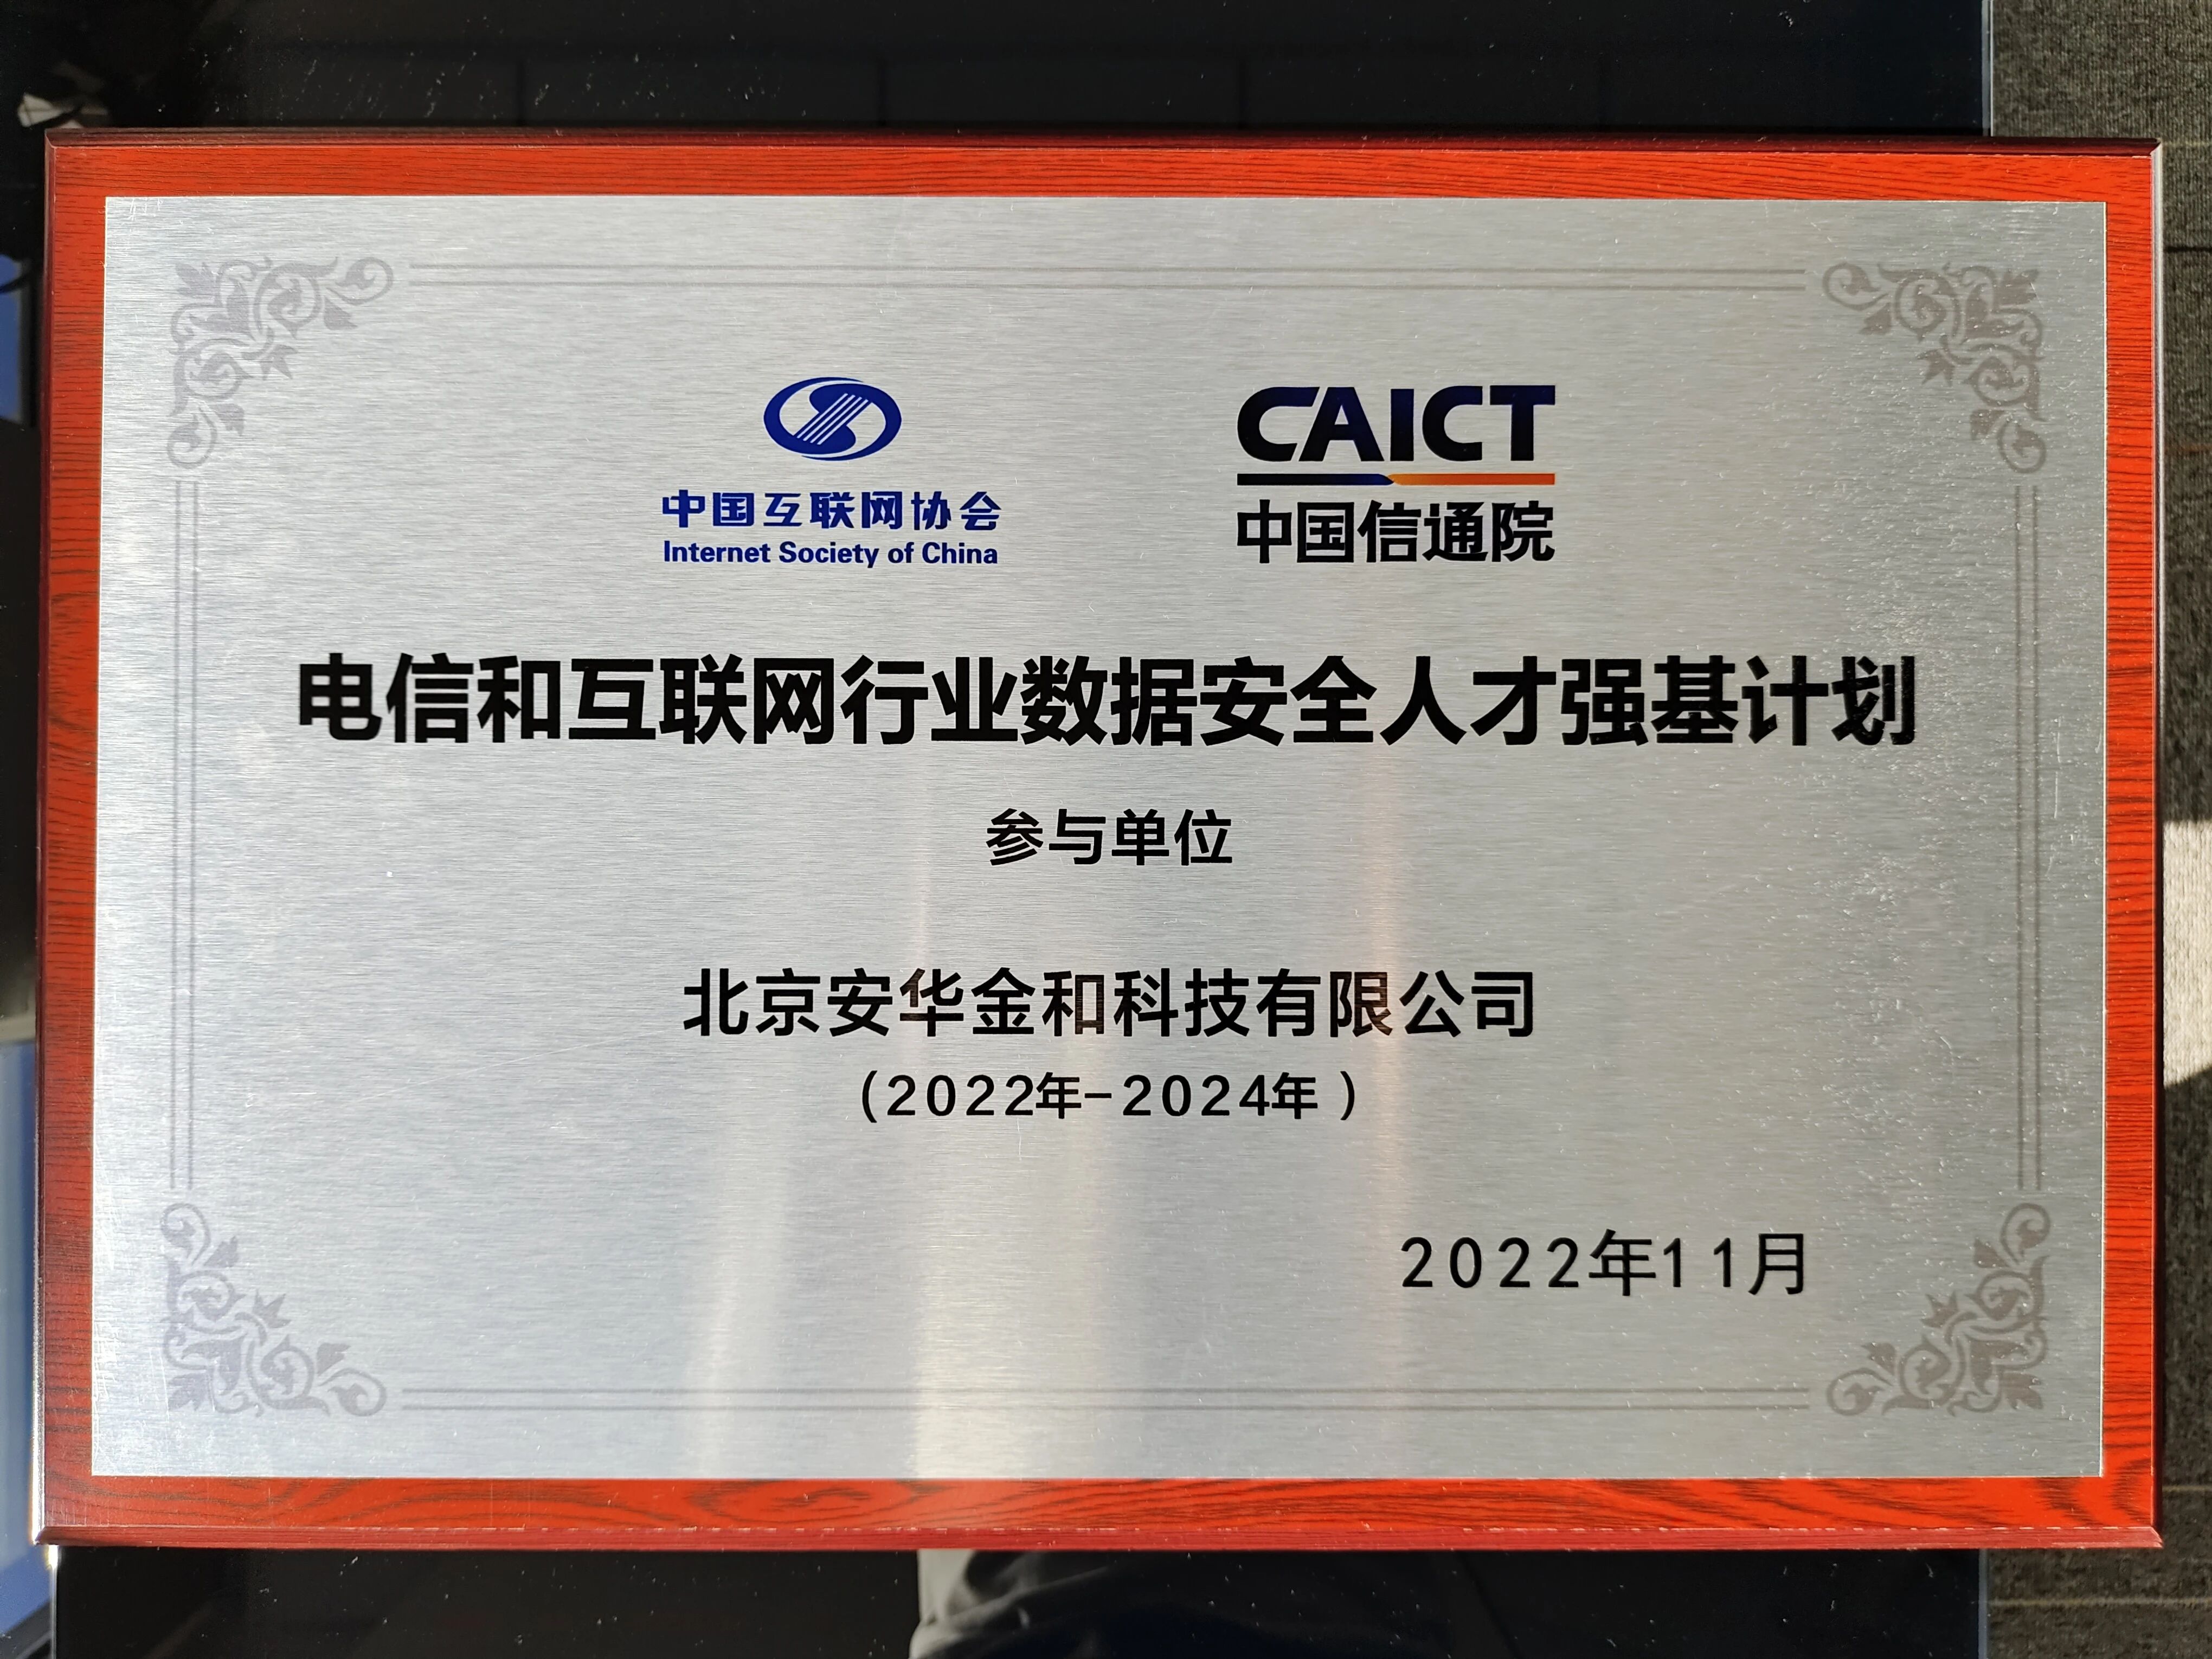 中国互联网协会
Internet Society of China
CAICT
中国信通院
电信和互联网行业数据安全人才强基计划
参与单位
北京安华金和科技有限公司
(2022年-2024年)
2022年11月